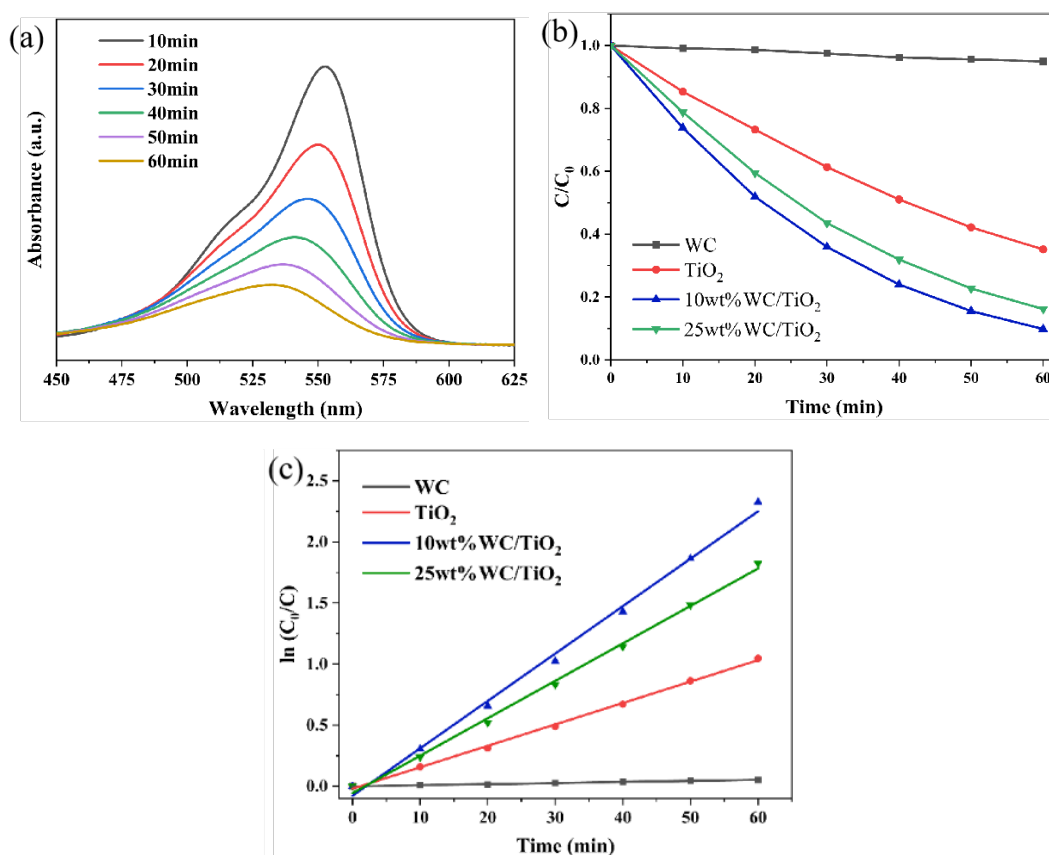 (a)
10min
20min
30min
40min
50min
60min
Absorbance (a.u.)
450 475 500 525 550 575 600 625
Wavelength (nm)
(b)
1.0
0.8
0.6
0.4
0.2
0.0
C/C₀
WC
TiO₂
10wt%WC/TiO₂
25wt%WC/TiO₂
10 20 30 40 50 60
Time (min)
(c)
2.5
2.0
1.5
1.0
0.5
0.0
ln (C₀/C)
WC
TiO₂
10wt%WC/TiO₂
25wt%WC/TiO₂
0 10 20 30 40 50 60
Time (min)